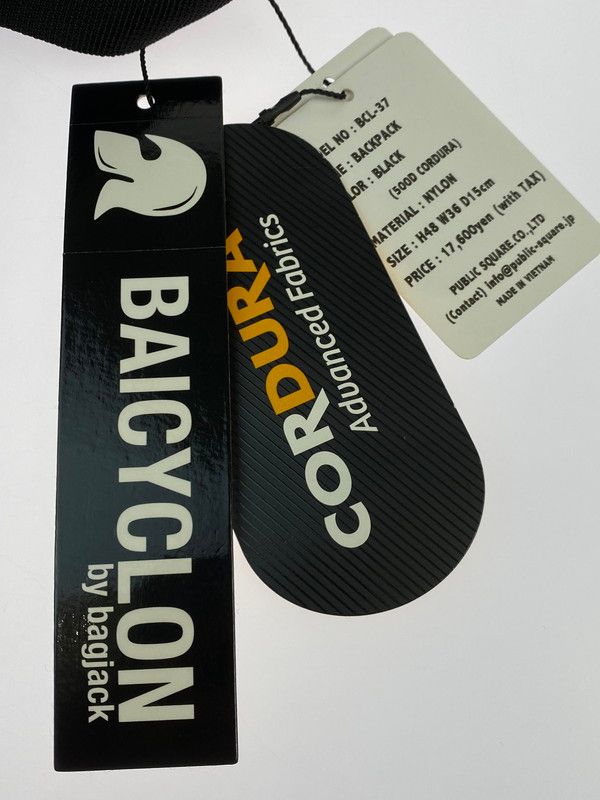 BAICYCLON
by bagjack
CORDURA
Advanced Fabrics
EL NO : BCL-37
E : BACKPACK
LOR : BLACK
(500D CORDURA)
MATERIAL : NYLON
SIZE : H48 W36 D15cm
PRICE : 17,600yen (with TAX)
PUBLIC SQUARE CO.,LTD
(Contact) info@public-square.jp
MADE IN VIETNAM